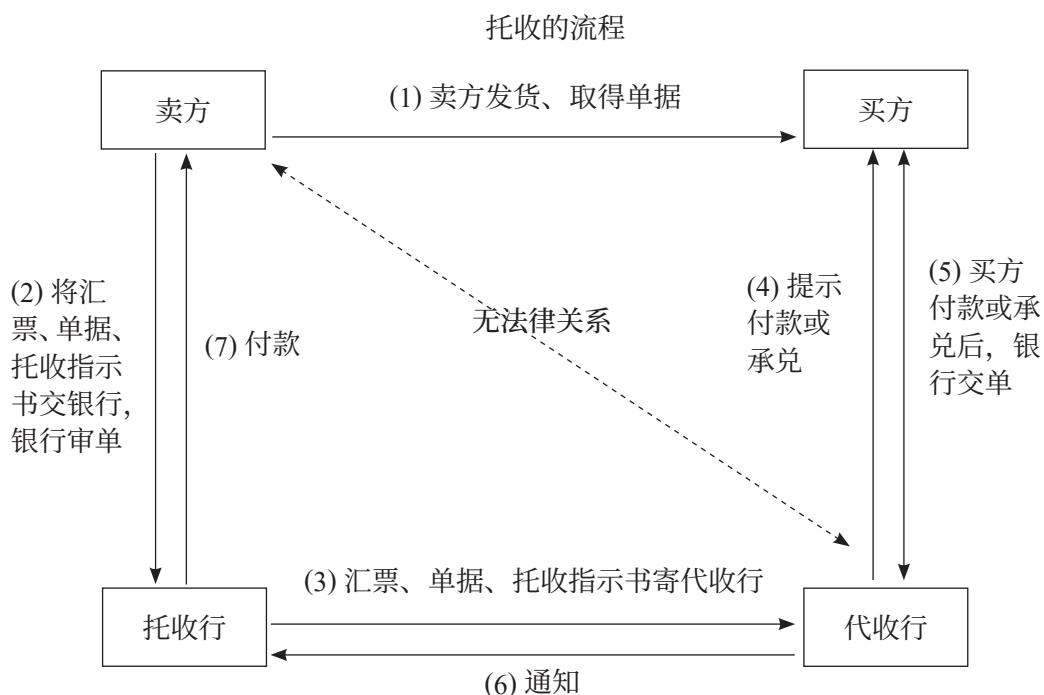 托收的流程
卖方
(1) 卖方发货、取得单据
买方
(2) 将汇
票、单据、
托收指示
书交银行,
银行审单
(7) 付款
无法律关系
(4) 提示
付款或
承兑
(5) 买方
付款或承
兑后，银
行交单
(3) 汇票、单据、托收指示书寄代收行
托收行
代收行
(6) 通知